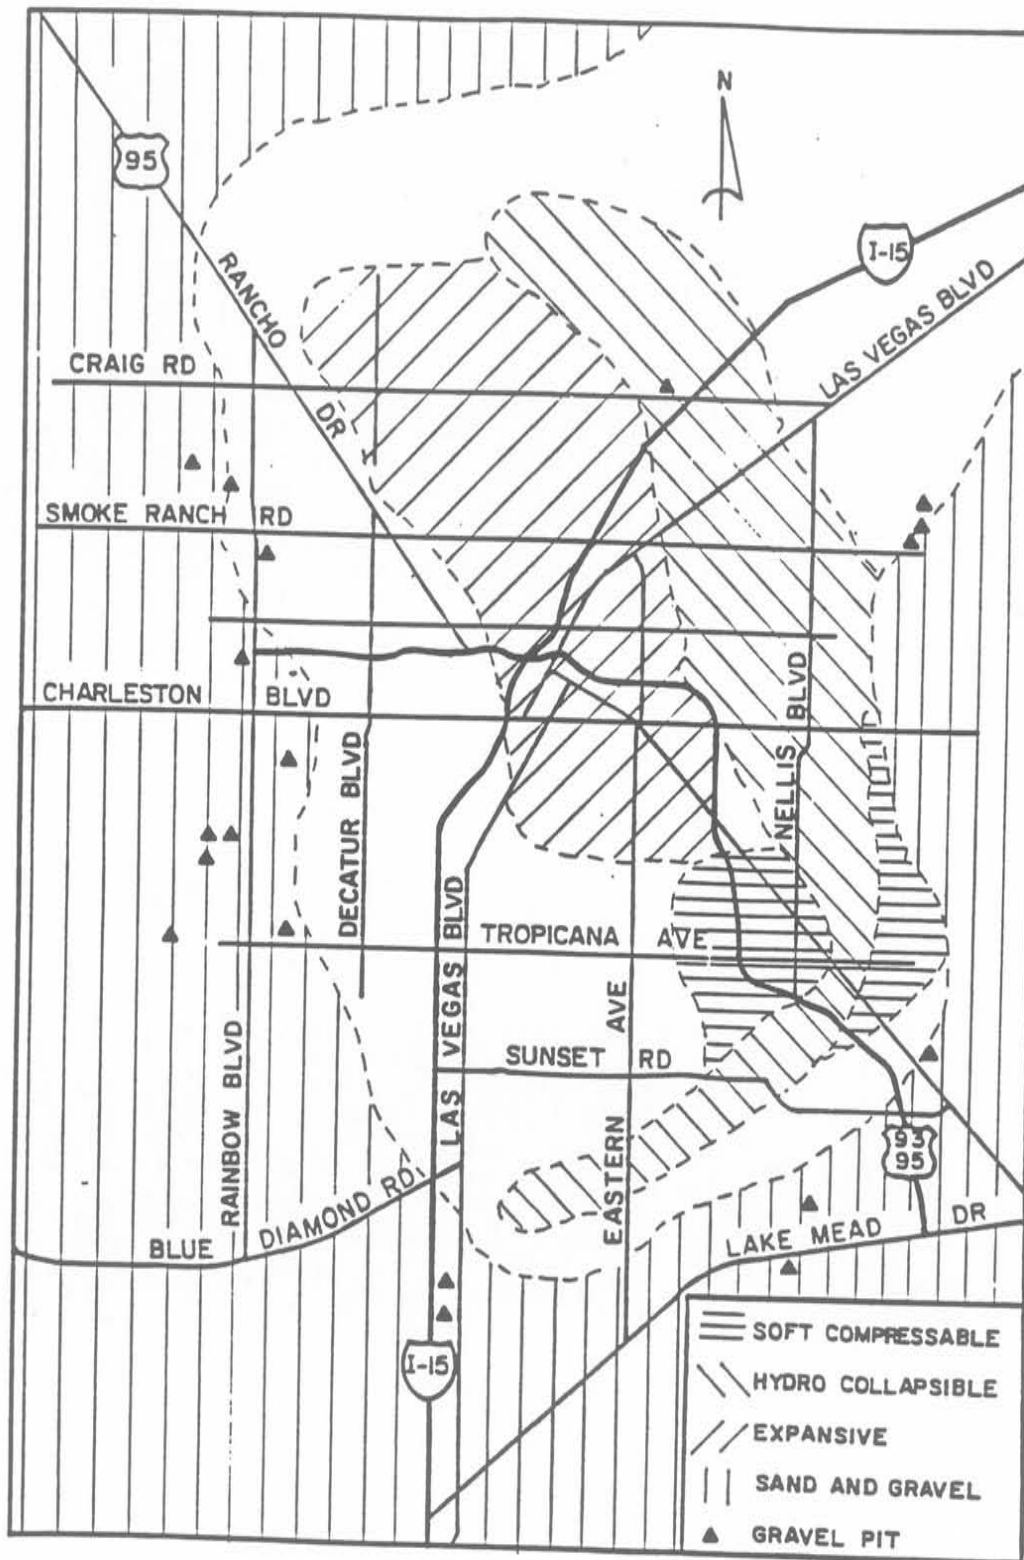 N
95
I-15
RANCHO DR
LAS VEGAS BLVD
CRAIG RD
SMOKE RANCH RD
CHARLESTON BLVD
DECATUR BLVD
NELLIS BLVD
LAS VEGAS BLVD
TROPICANA AVE
EASTERN AVE
SUNSET RD
RAINBOW BLVD
BLUE DIAMOND RD
93
95
LAKE MEAD DR
I-15
SOFT COMPRESSABLE
HYDRO COLLAPSIBLE
EXPANSIVE
SAND AND GRAVEL
GRAVEL PIT